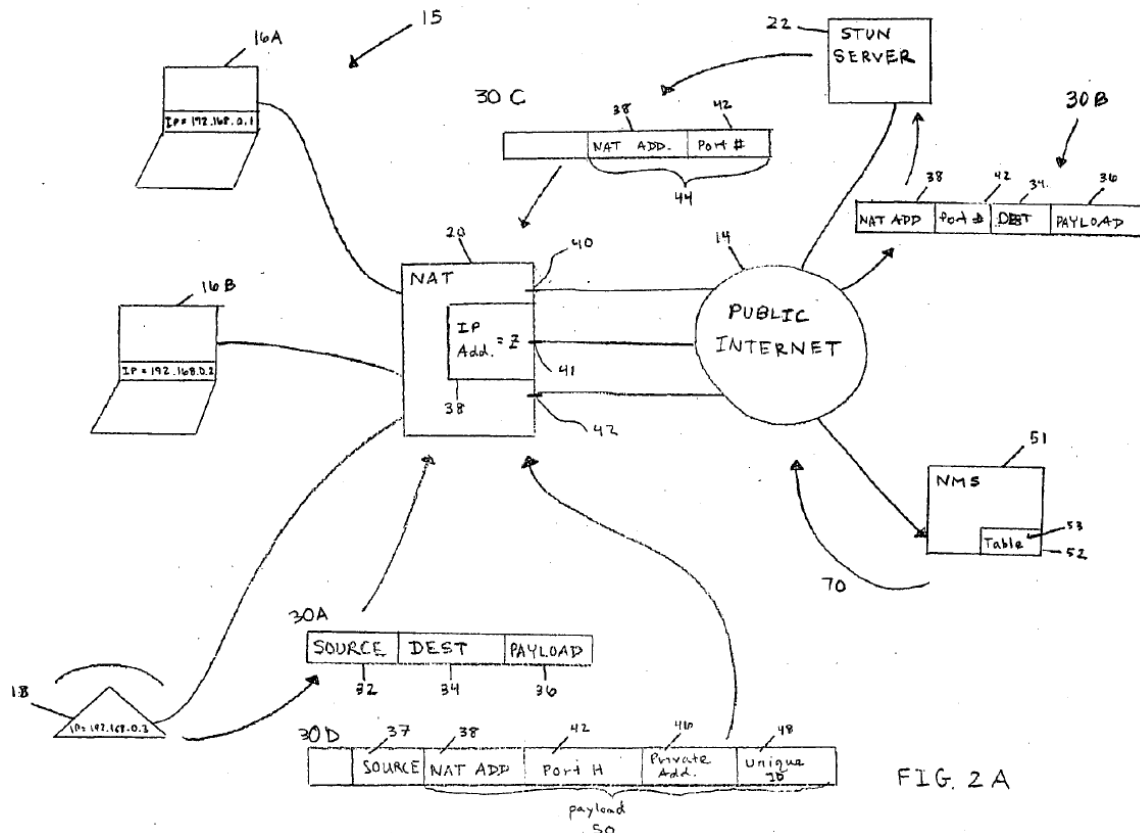 15
16A
IP=192.168.0.1
22
STUN
SERVER
30C
38
42
NAT ADD.
Port #
44
30B
38
42
34
36
NAT ADD
Port #
DEST
PAYLOAD
20
40
NAT
IP
Add.
= Z
41
38
42
14
PUBLIC
INTERNET
16B
IP=192.168.0.2
51
NMS
53
Table
52
70
30A
SOURCE
DEST
PAYLOAD
32
34
36
18
IP=192.168.0.3
30D
37
38
42
48
SOURCE
NAT ADD
Port #
Private
Add.
Unique
ID
payload
50
FIG. 2A